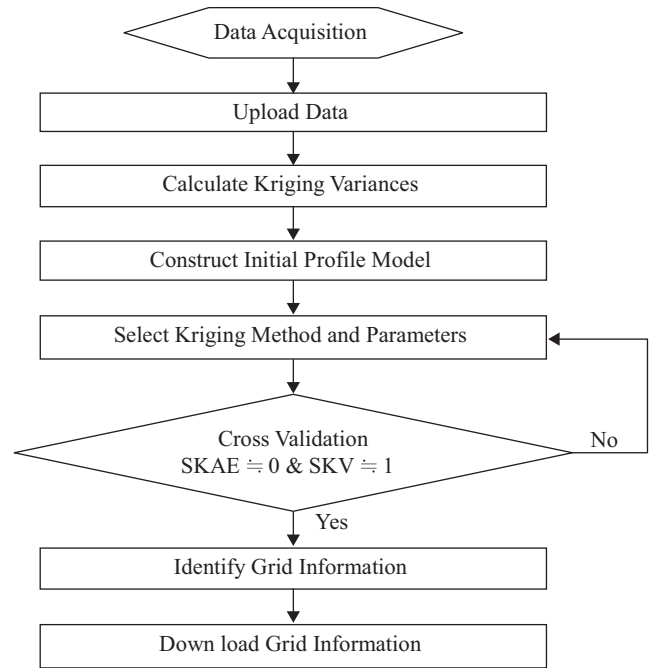 Data Acquisition
Upload Data
Calculate Kriging Variances
Construct Initial Profile Model
Select Kriging Method and Parameters
Cross Validation
SKAE ≒ 0 & SKV ≒ 1
No
Yes
Identify Grid Information
Down load Grid Information